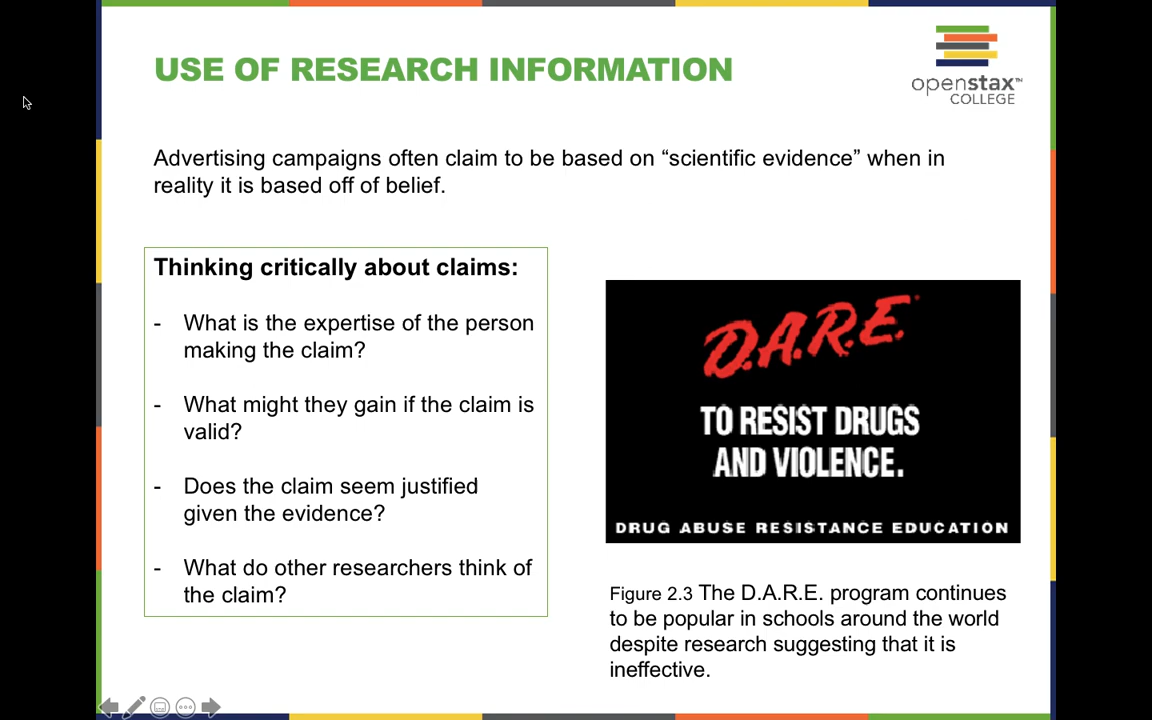 USE OF RESEARCH INFORMATION
openstax™
COLLEGE
Advertising campaigns often claim to be based on “scientific evidence” when in
reality it is based off of belief.
Thinking critically about claims:
- What is the expertise of the person
making the claim?
- What might they gain if the claim is
valid?
- Does the claim seem justified
given the evidence?
- What do other researchers think of
the claim?
D.A.R.E.
TO RESIST DRUGS
AND VIOLENCE.
DRUG ABUSE RESISTANCE EDUCATION
Figure 2.3 The D.A.R.E. program continues
to be popular in schools around the world
despite research suggesting that it is
ineffective.